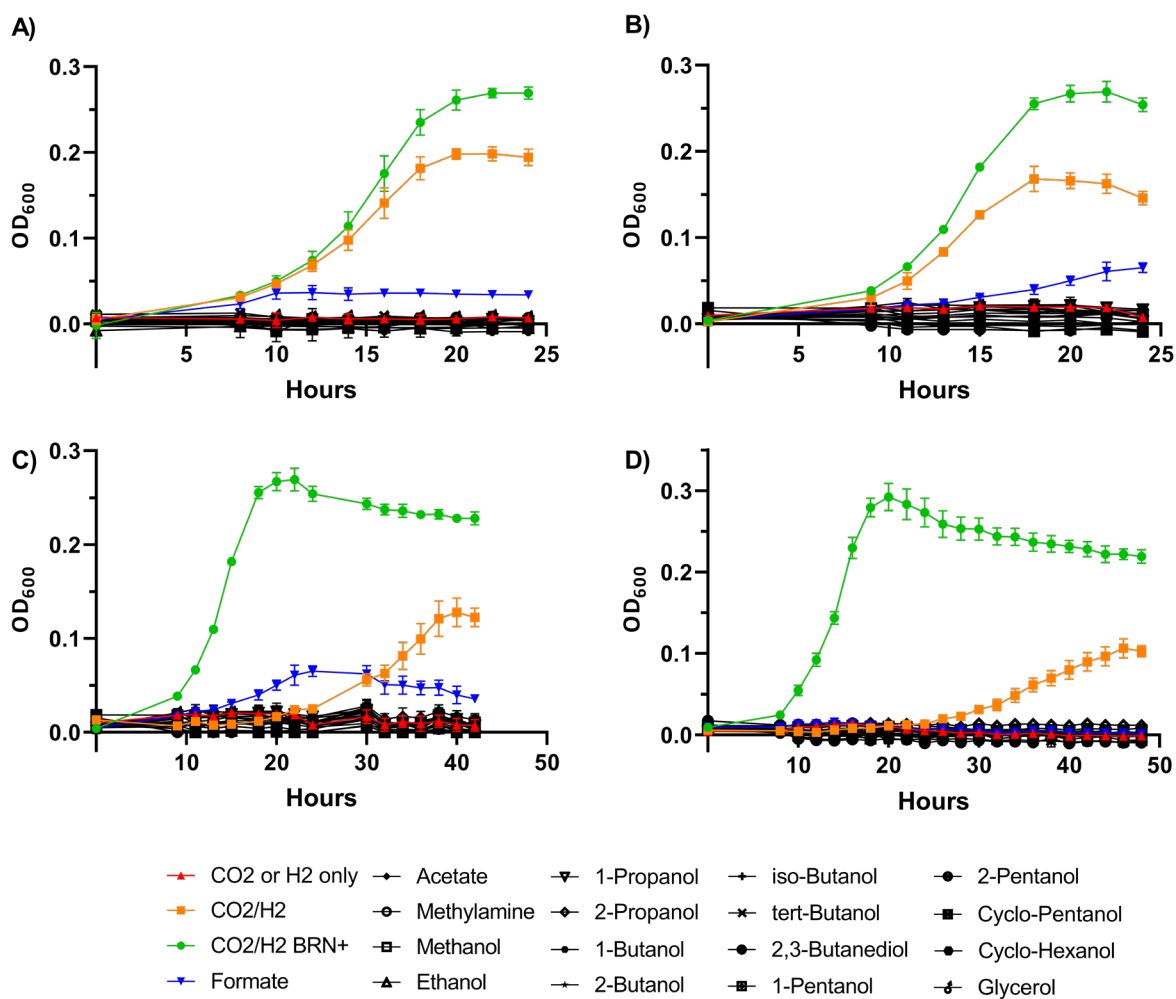 A)
B)
0.3
0.2
0.1
0.0
OD600
5
10
15
20
25
Hours
0.3
0.2
0.1
0.0
OD600
5
10
15
20
25
Hours
C)
D)
0.3
0.2
0.1
0.0
OD600
10
20
30
40
50
Hours
0.3
0.2
0.1
0.0
OD600
10
20
30
40
50
Hours
CO2 or H2 only
CO2/H2
CO2/H2 BRN+
Formate
Acetate
Methylamine
Methanol
Ethanol
1-Propanol
2-Propanol
1-Butanol
2-Butanol
iso-Butanol
tert-Butanol
2,3-Butanediol
1-Pentanol
2-Pentanol
Cyclo-Pentanol
Cyclo-Hexanol
Glycerol